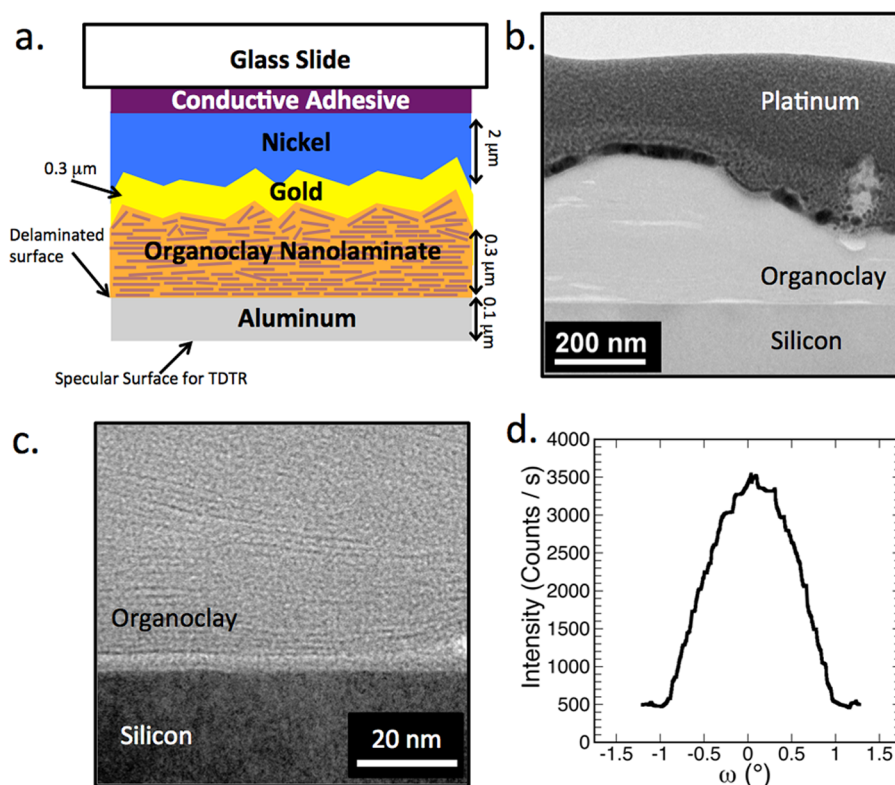 a.
Glass Slide
Conductive Adhesive
Nickel
2 μm
0.3 μm
Gold
Delaminated
surface
Organoclay Nanolaminate
0.3 μm
Aluminum
0.1 μm
Specular Surface for TDTR
b.
Platinum
Organoclay
Silicon
200 nm
c.
Organoclay
Silicon
20 nm
d.
4000
3500
3000
2500
2000
1500
1000
500
0
Intensity (Counts / s)
-1.5 -1 -0.5 0 0.5 1 1.5
ω (°)